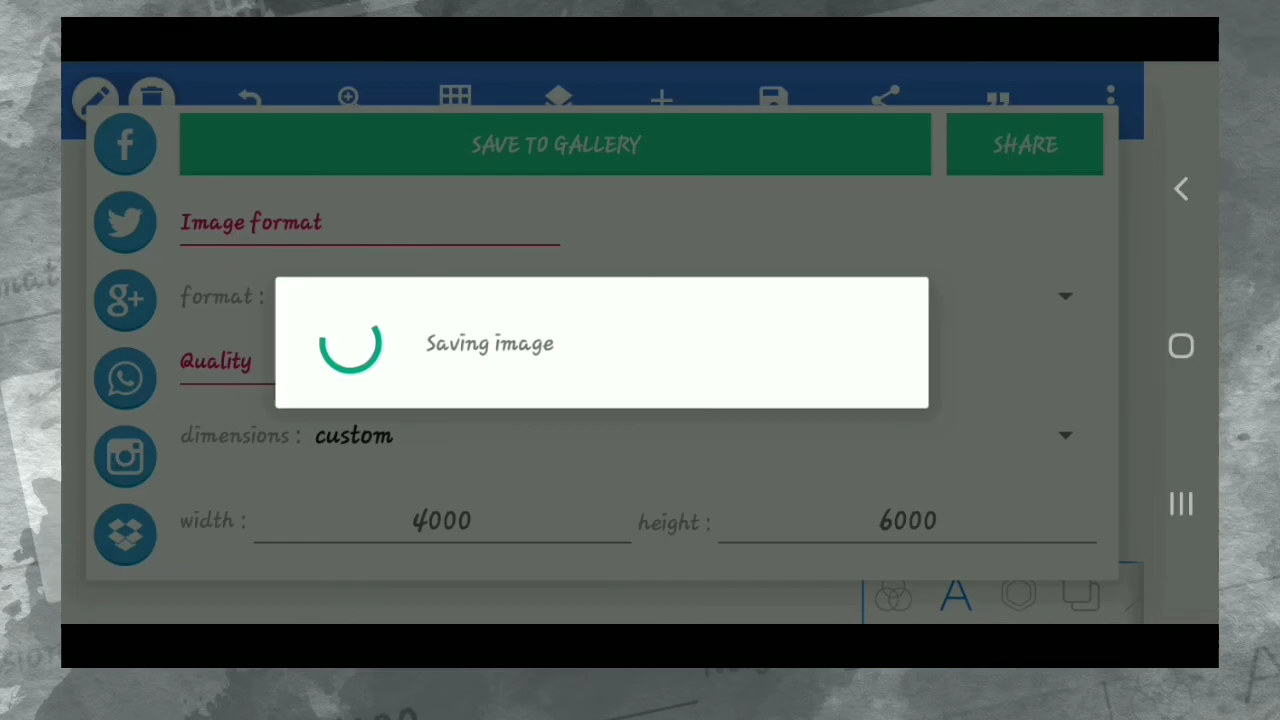 SAVE TO GALLERY
SHARE
Image format
format :
Saving image
Quality
dimensions : custom
width : 4000 height : 6000